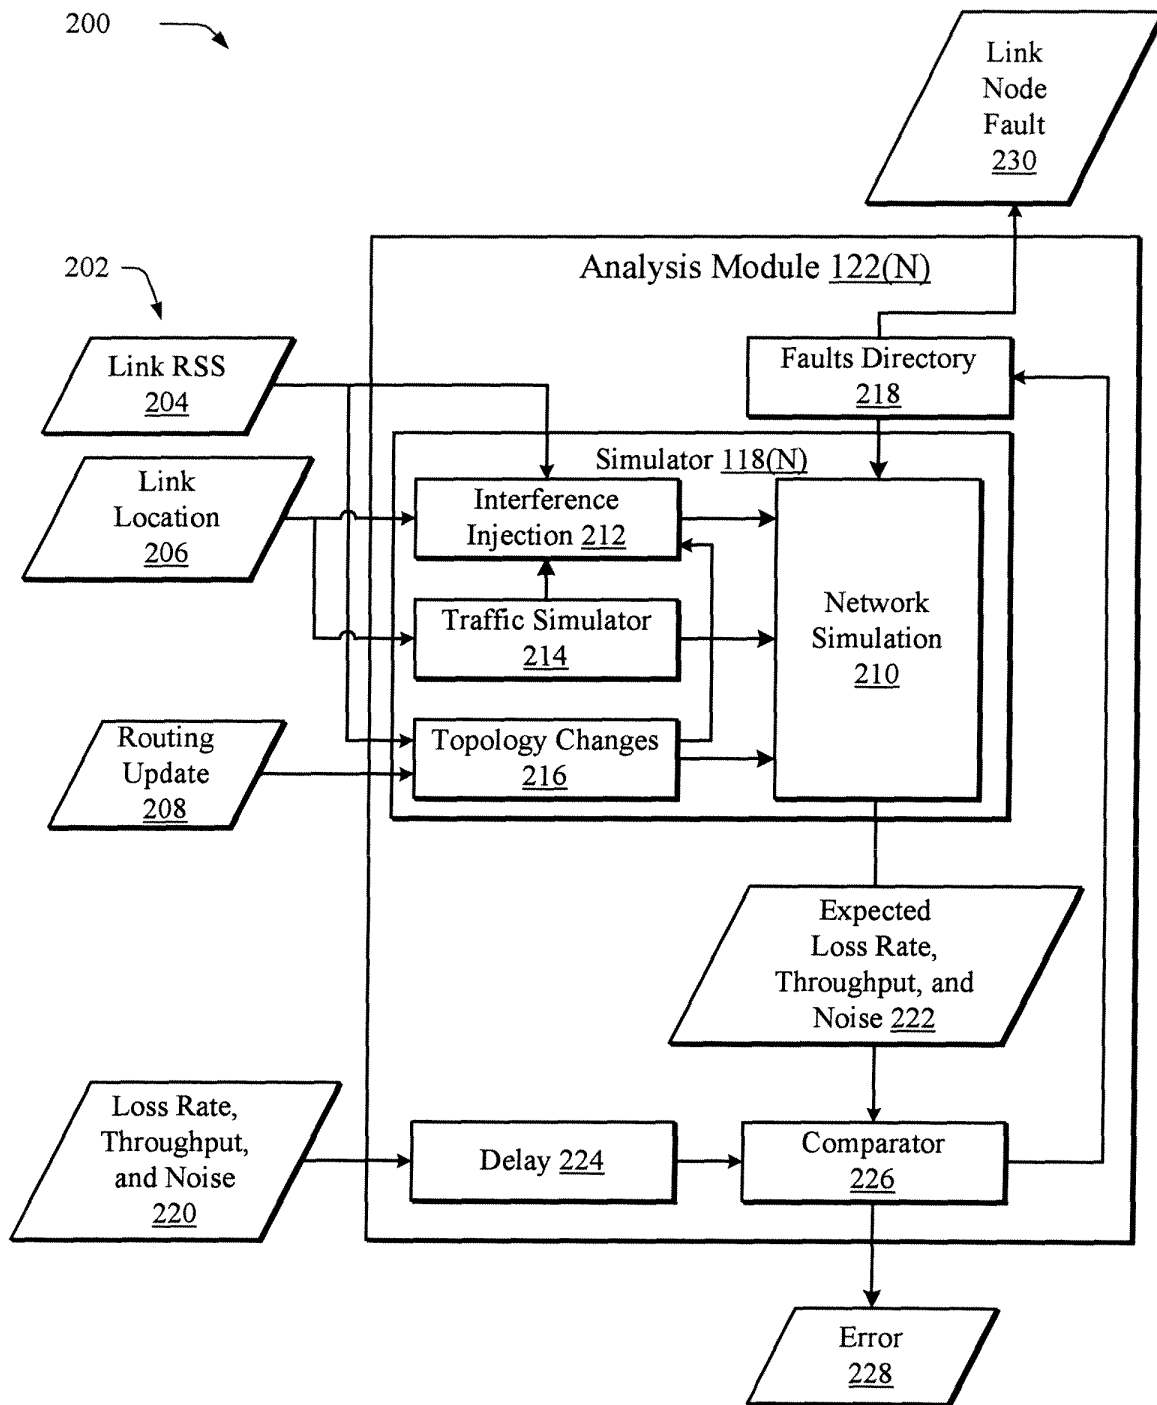 200
Link
Node
Fault
230
202
Analysis Module 122(N)
Link RSS
204
Faults Directory
218
Simulator 118(N)
Link
Location
206
Interference
Injection 212
Traffic Simulator
214
Network
Simulation
210
Routing
Update
208
Topology Changes
216
Expected
Loss Rate,
Throughput, and
Noise 222
Loss Rate,
Throughput,
and Noise
220
Delay 224
Comparator
226
Error
228